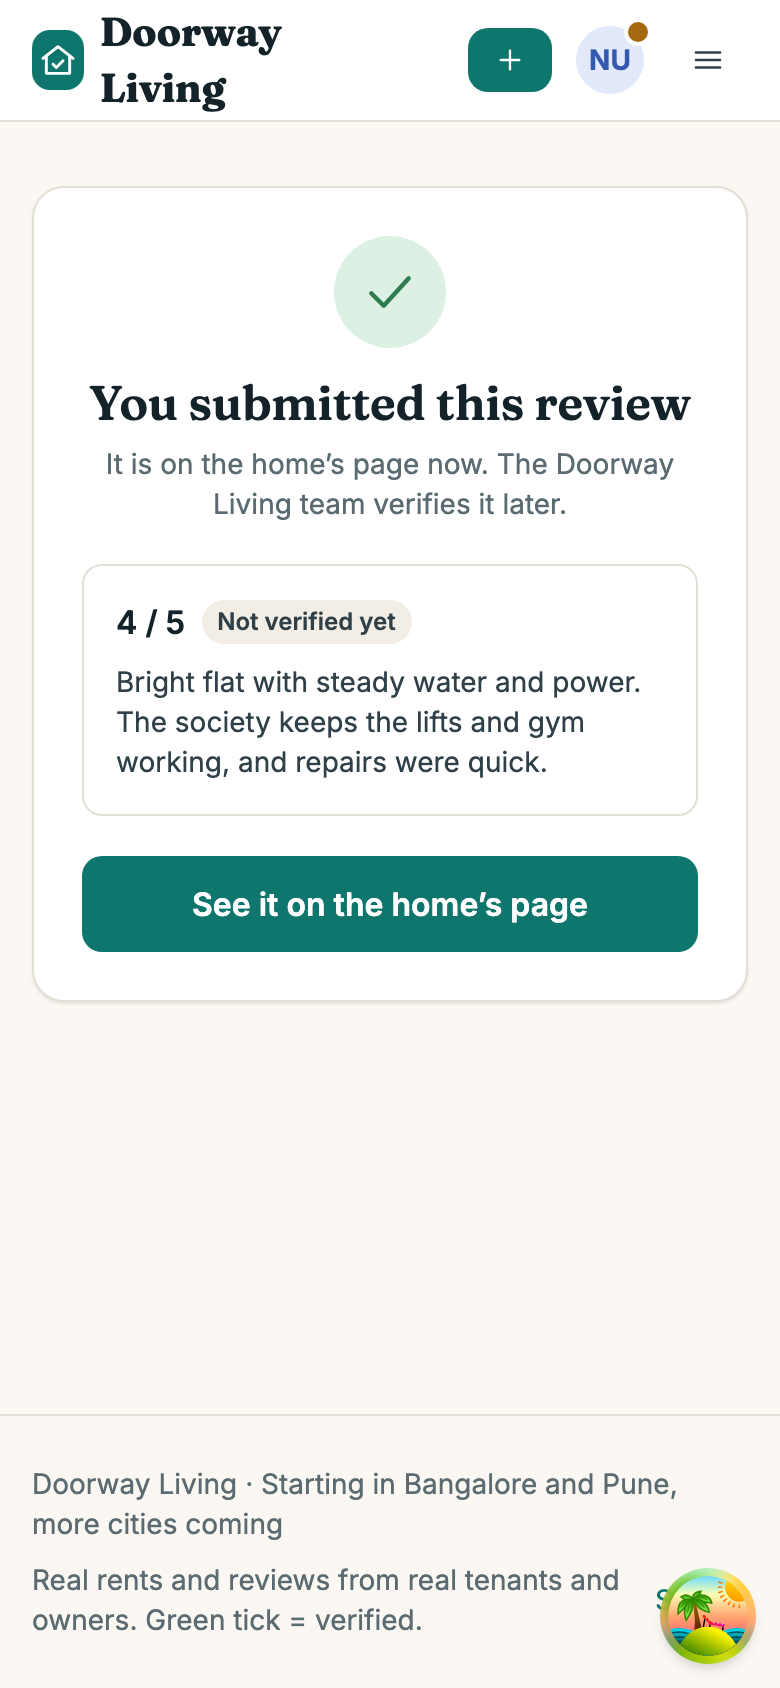 Doorway
Living
NU
You submitted this review
It is on the home’s page now. The Doorway
Living team verifies it later.
4 / 5 Not verified yet
Bright flat with steady water and power.
The society keeps the lifts and gym
working, and repairs were quick.
See it on the home’s page
Doorway Living · Starting in Bangalore and Pune,
more cities coming
Real rents and reviews from real tenants and
owners. Green tick = verified.